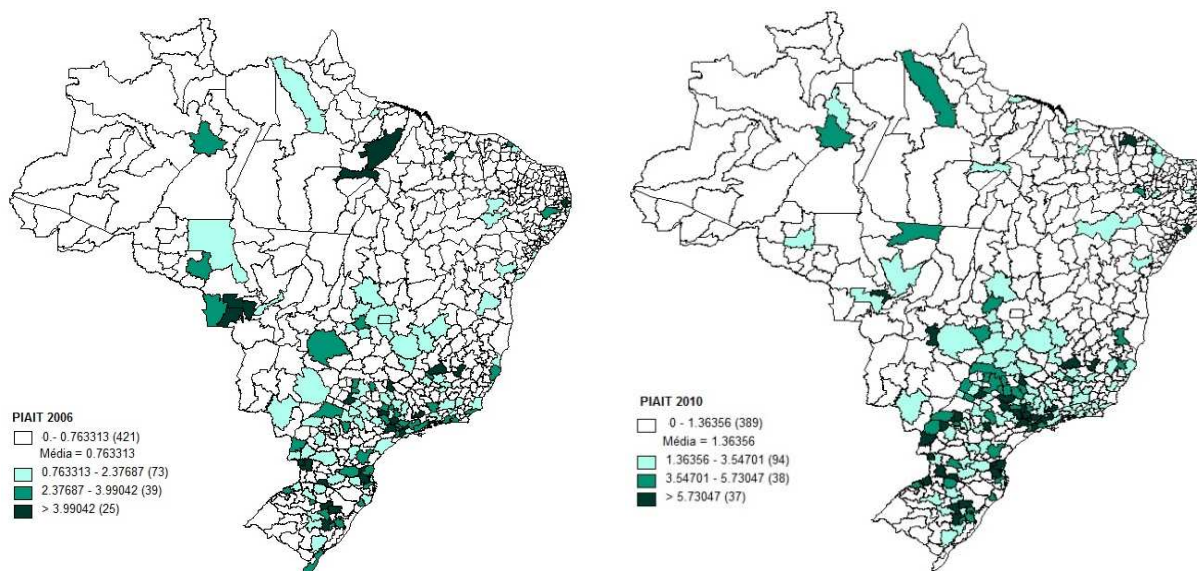 PIAIT 2006
0.- 0.763313 (421)
Média = 0.763313
0.763313 - 2.37687 (73)
2.37687 - 3.99042 (39)
> 3.99042 (25)
PIAIT 2010
0 - 1.36356 (389)
Média = 1.36356
1.36356 - 3.54701 (94)
3.54701 - 5.73047 (38)
> 5.73047 (37)